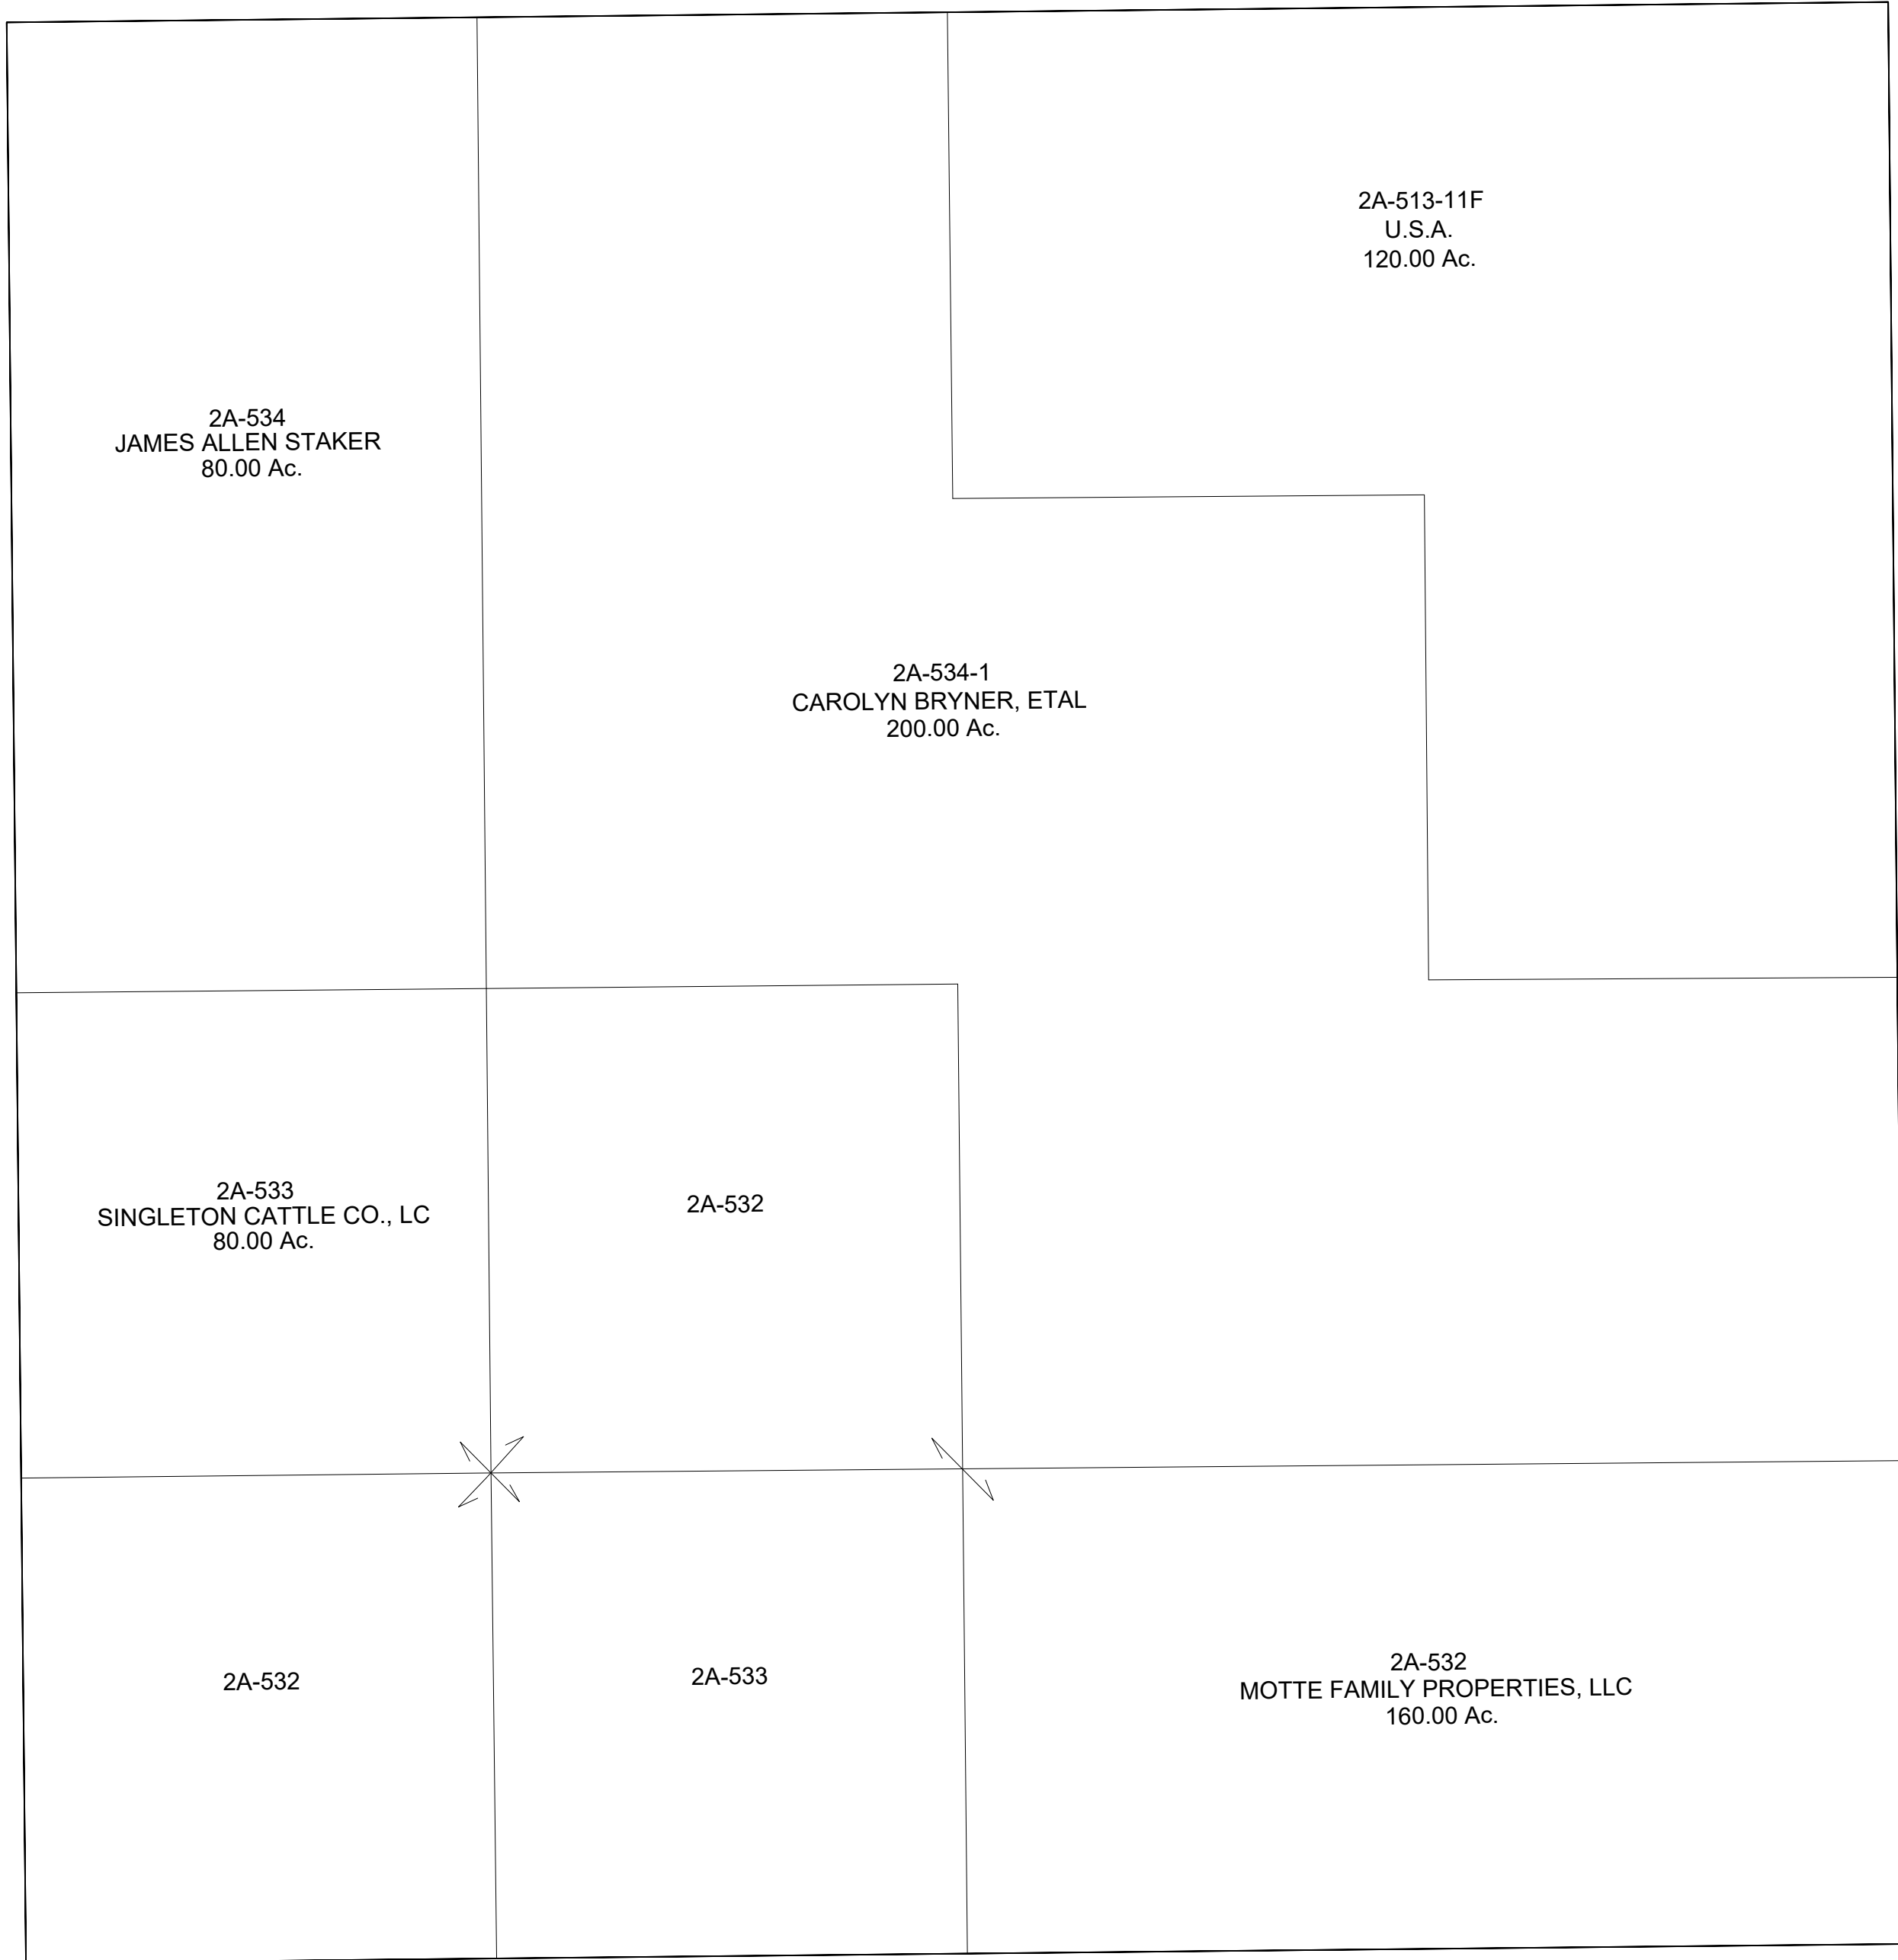 2A-513-11F
U.S.A.
120.00 Ac.
2A-534
JAMES ALLEN STAKER
80.00 Ac.
2A-534-1
CAROLYN BRYNER, ETAL
200.00 Ac.
2A-533
SINGLETON CATTLE CO., LC
80.00 Ac.
2A-532
2A-532
2A-533
2A-532
MOTTE FAMILY PROPERTIES, LLC
160.00 Ac.